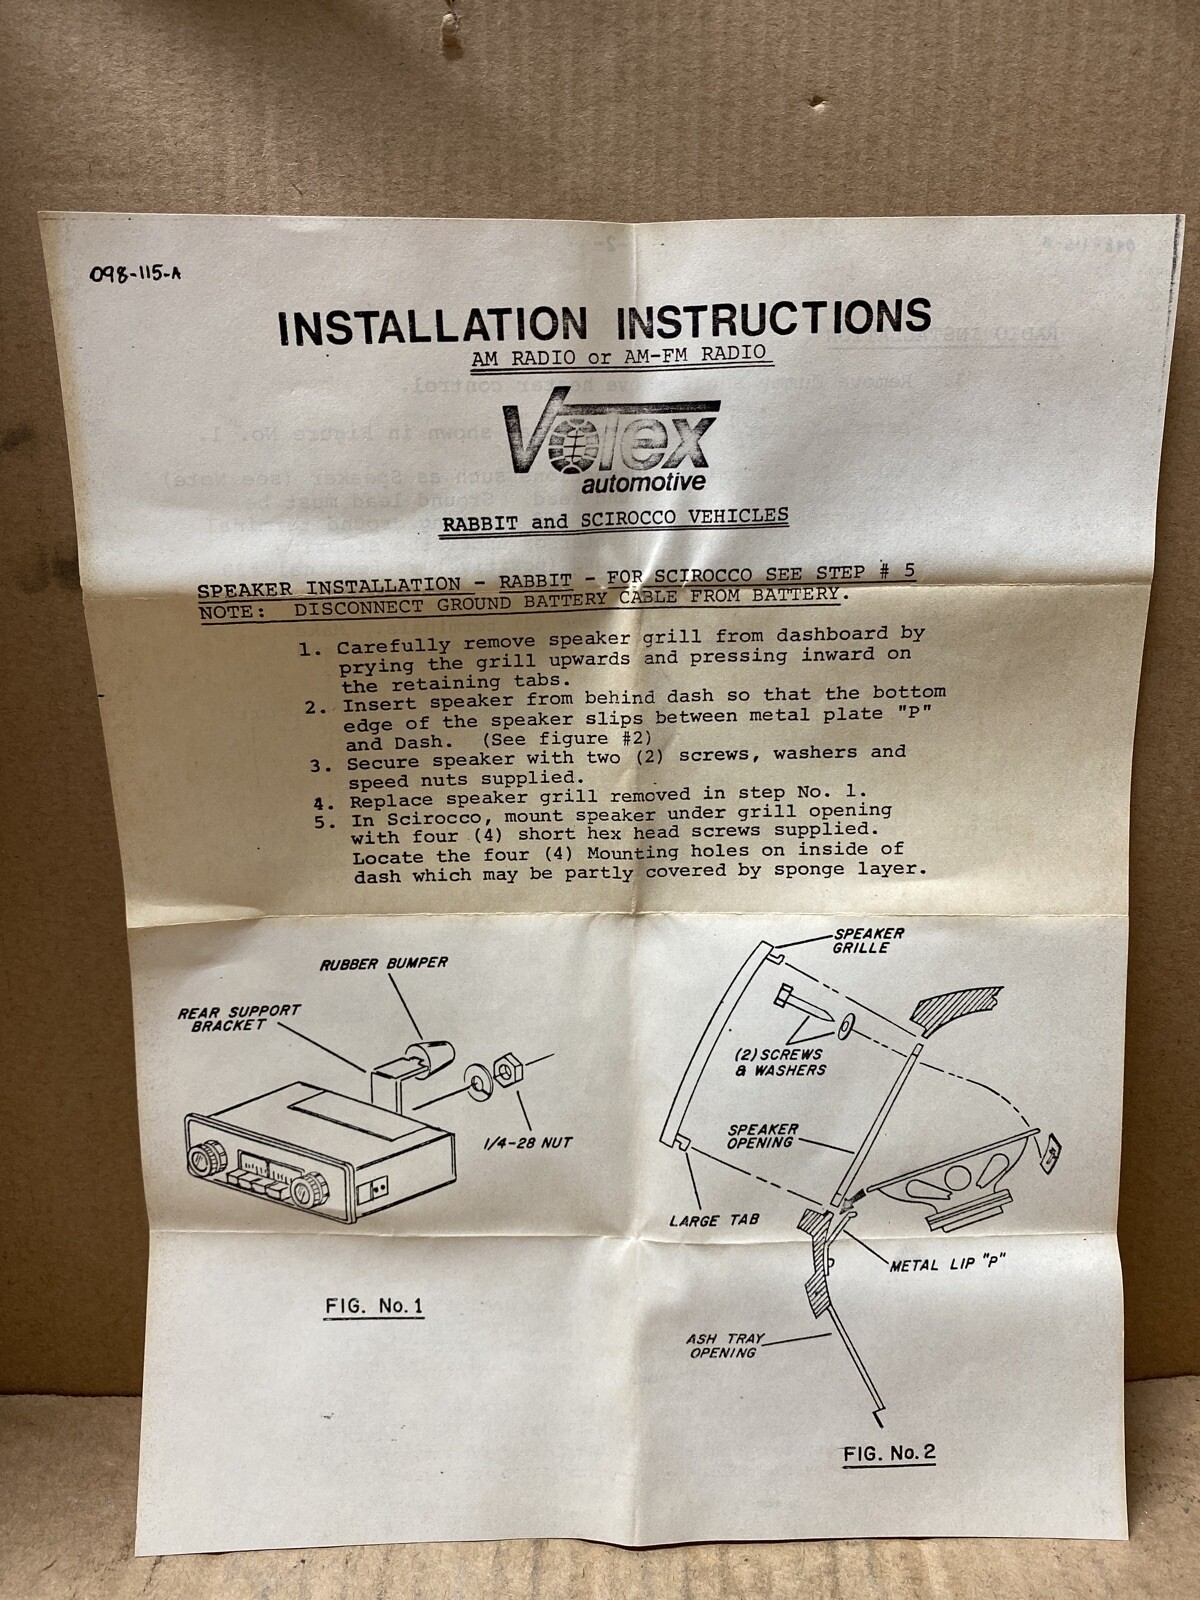 098-115-A
INSTALLATION INSTRUCTIONS
AM RADIO or AM-FM RADIO
Votex
automotive
RABBIT and SCIROCCO VEHICLES
SPEAKER INSTALLATION - RABBIT - FOR SCIROCCO SEE STEP # 5
NOTE: DISCONNECT GROUND BATTERY CABLE FROM BATTERY.
1. Carefully remove speaker grill from dashboard by
prying the grill upwards and pressing inward on
the retaining tabs.
2. Insert speaker from behind dash so that the bottom
edge of the speaker slips between metal plate "P"
and Dash. (See figure #2)
3. Secure speaker with two (2) screws, washers and
speed nuts supplied.
4. Replace speaker grill removed in step No. 1.
5. In Scirocco, mount speaker under grill opening
with four (4) short hex head screws supplied.
Locate the four (4) Mounting holes on inside of
dash which may be partly covered by sponge layer.
RUBBER BUMPER
REAR SUPPORT
BRACKET
1/4-28 NUT
FIG. No. 1
SPEAKER
GRILLE
(2) SCREWS
& WASHERS
SPEAKER
OPENING
LARGE TAB
METAL LIP "P"
ASH TRAY
OPENING
FIG. No. 2